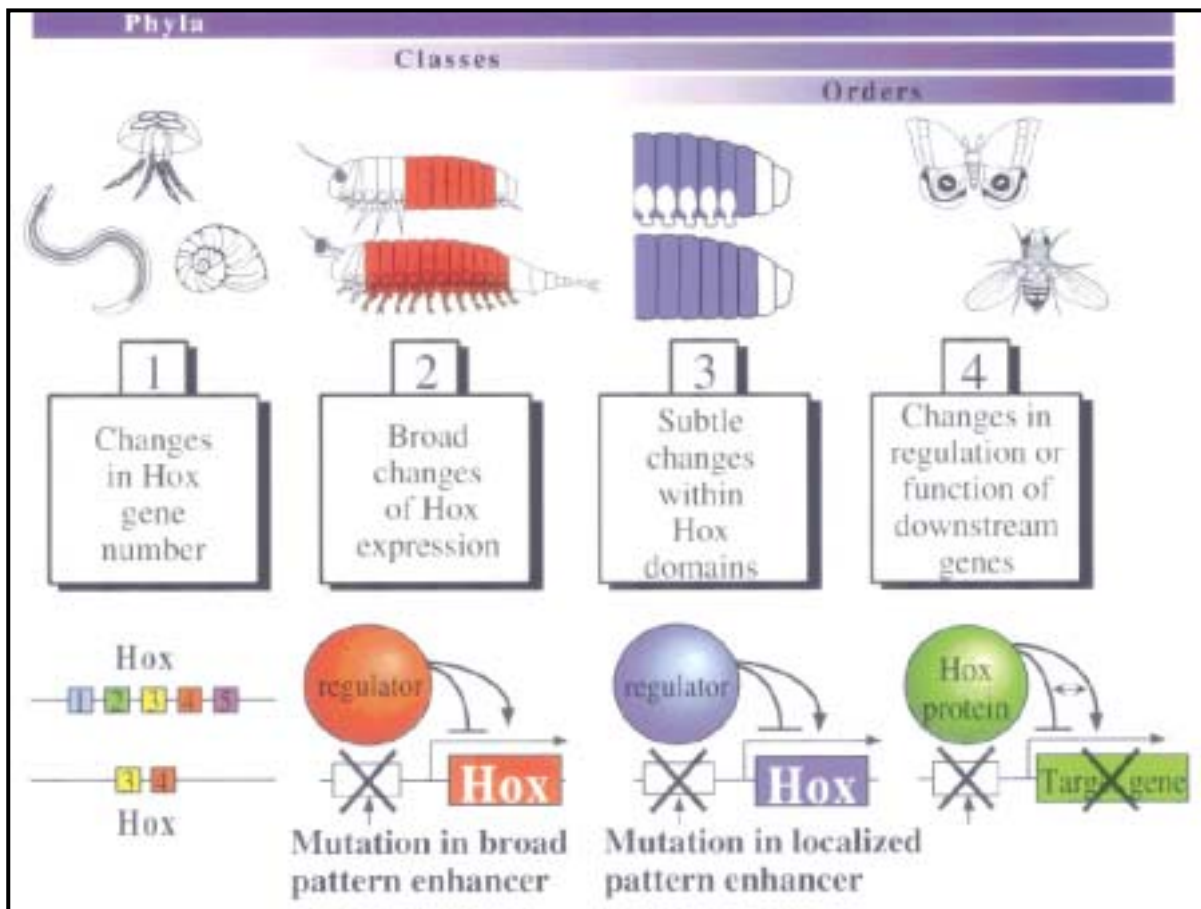 Phyla
Classes
Orders
1
Changes
in Hox
gene
number
2
Broad
changes
of Hox
expression
3
Subtle
changes
within
Hox
domains
4
Changes in
regulation or
function of
downstream
genes
Hox
1 2 3 4 5
3 4
Hox
regulator
Hox
Mutation in broad
pattern enhancer
regulator
Hox
Mutation in localized
pattern enhancer
Hox
protein
Target gene